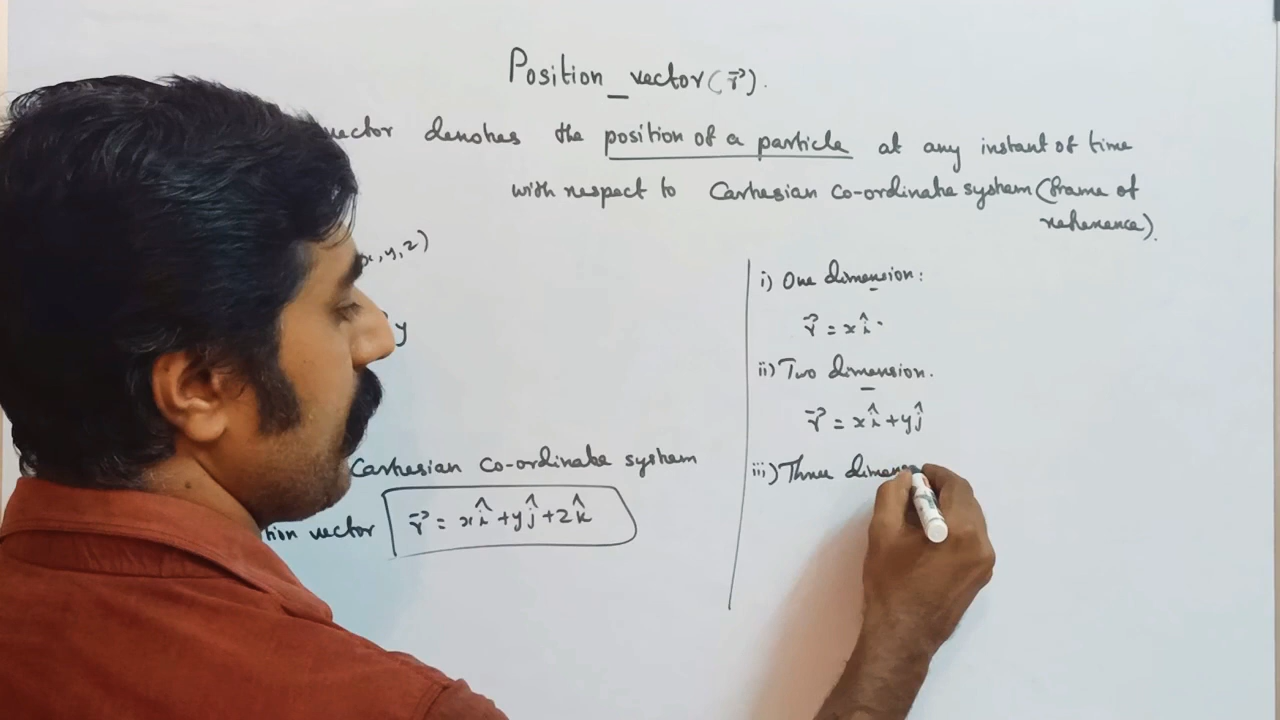 Position vector (r⃗).
vector denotes the position of a particle at any instant of time
with respect to Cartesian co-ordinate system (frame of
reference).
x, y, z)
y
Cartesian co-ordinate system
tion vector r⃗ = xî + yĵ + zk̂
i) One dimension:
r⃗ = xî.
ii) Two dimension.
r⃗ = xî + yĵ
iii) Three dimens